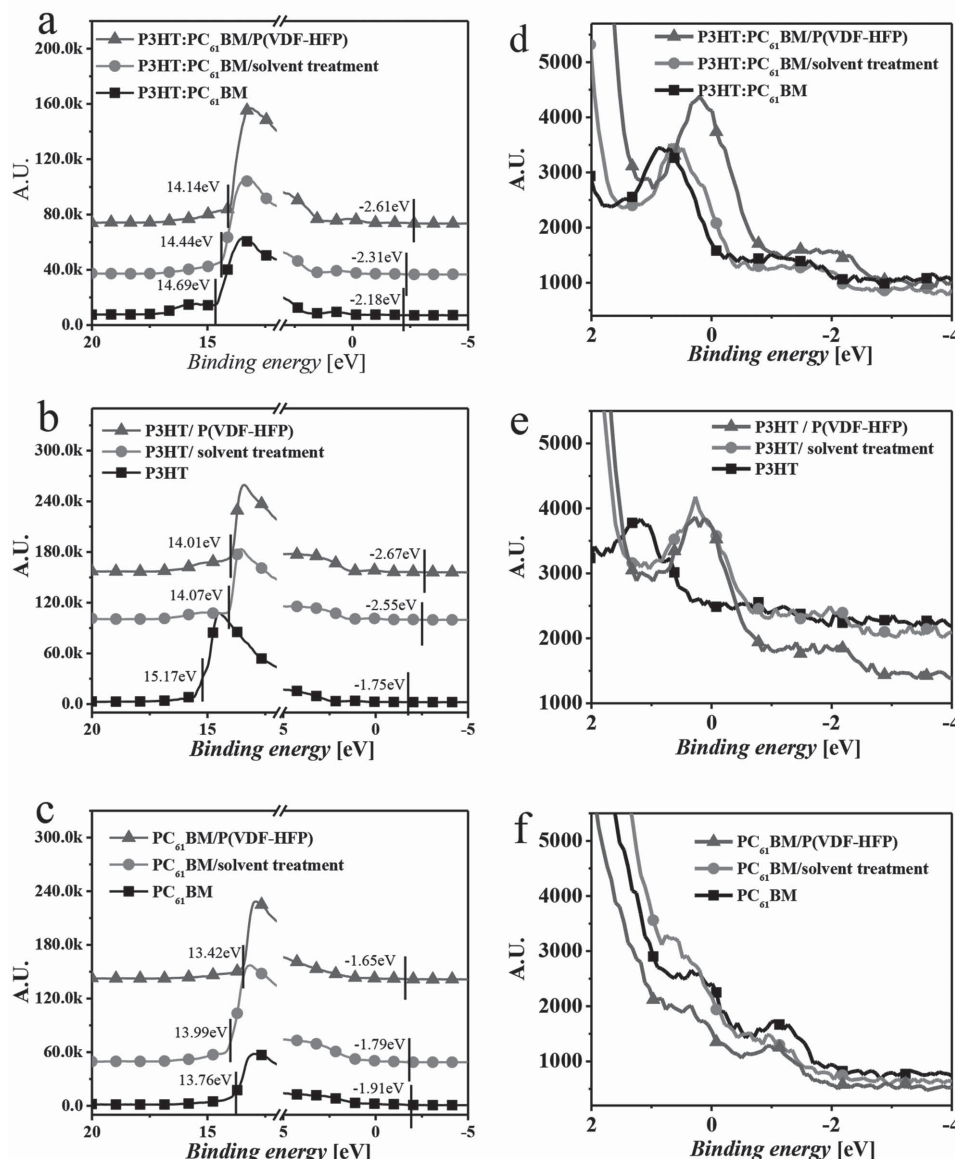 a
P3HT:PC61BM/P(VDF-HFP)
P3HT:PC61BM/solvent treatment
P3HT:PC61BM
A.U.
200.0k
160.0k
120.0k
80.0k
40.0k
0.0
14.14eV
14.44eV
14.69eV
-2.61eV
-2.31eV
-2.18eV
20 15 5 0 -5
Binding energy [eV]
d
P3HT:PC61BM/P(VDF-HFP)
P3HT:PC61BM/solvent treatment
P3HT:PC61BM
A.U.
5000
4000
3000
2000
1000
2 0 -2 -4
Binding energy [eV]
b
P3HT/ P(VDF-HFP)
P3HT/ solvent treatment
P3HT
A.U.
300.0k
240.0k
180.0k
120.0k
60.0k
0.0
14.01eV
14.07eV
15.17eV
-2.67eV
-2.55eV
-1.75eV
20 15 5 0 -5
Binding energy [eV]
e
P3HT / P(VDF-HFP)
P3HT/ solvent treatment
P3HT
A.U.
5000
4000
3000
2000
1000
2 0 -2 -4
Binding energy [eV]
c
PC61BM/P(VDF-HFP)
PC61BM/solvent treatment
PC61BM
A.U.
300.0k
240.0k
180.0k
120.0k
60.0k
0.0
13.42eV
13.99eV
13.76eV
-1.65eV
-1.79eV
-1.91eV
20 15 5 0 -5
Binding energy [eV]
f
PC61BM/P(VDF-HFP)
PC61BM/solvent treatment
PC61BM
A.U.
5000
4000
3000
2000
1000
2 0 -2 -4
Binding energy [eV]